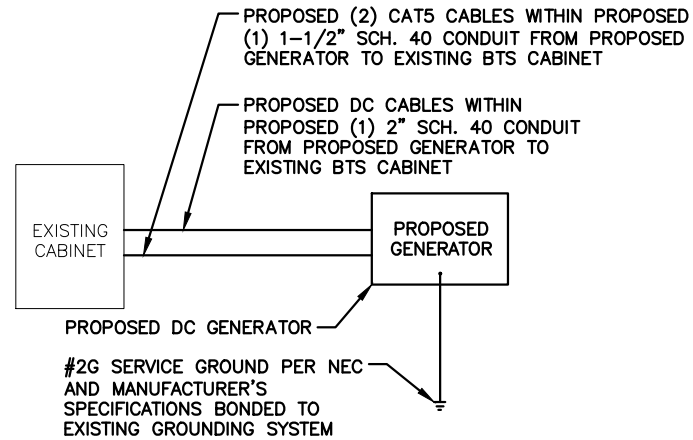 PROPOSED (2) CAT5 CABLES WITHIN PROPOSED
(1) 1-1/2" SCH. 40 CONDUIT FROM PROPOSED
GENERATOR TO EXISTING BTS CABINET
PROPOSED DC CABLES WITHIN
PROPOSED (1) 2" SCH. 40 CONDUIT
FROM PROPOSED GENERATOR TO
EXISTING BTS CABINET
EXISTING
CABINET
PROPOSED
GENERATOR
PROPOSED DC GENERATOR
#2G SERVICE GROUND PER NEC
AND MANUFACTURER'S
SPECIFICATIONS BONDED TO
EXISTING GROUNDING SYSTEM